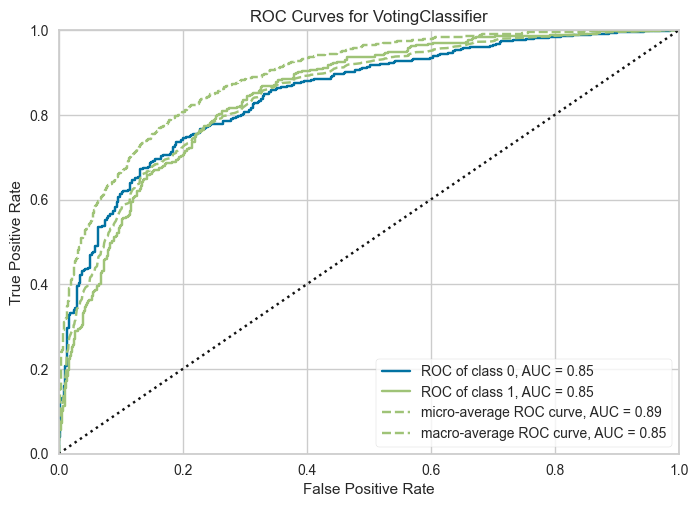 ROC Curves for VotingClassifier
True Positive Rate
1.0
0.8
0.6
0.4
0.2
0.0
ROC of class 0, AUC = 0.85
ROC of class 1, AUC = 0.85
micro-average ROC curve, AUC = 0.89
macro-average ROC curve, AUC = 0.85
0.0 0.2 0.4 0.6 0.8 1.0
False Positive Rate